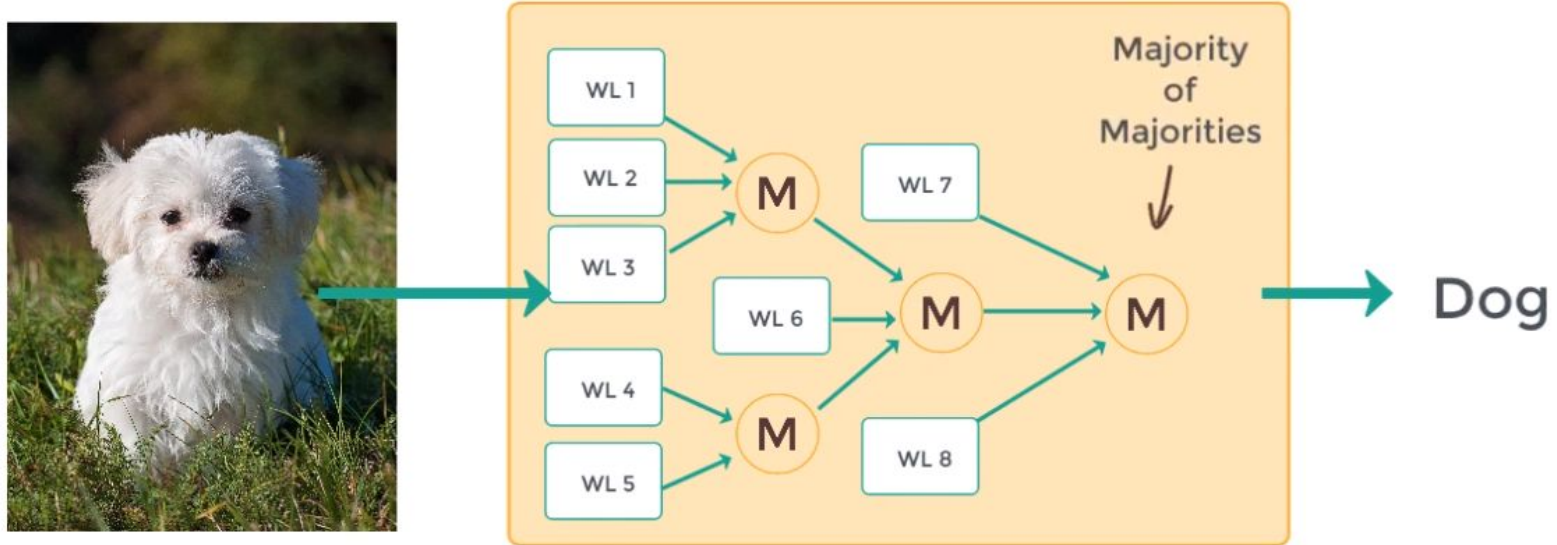 WL 1
WL 2
WL 3
WL 4
WL 5
M
M
WL 6
M
WL 7
WL 8
M
Majority
of
Majorities
Dog